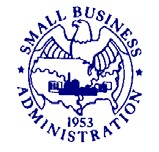 SMALL BUSINESS
1953
ADMINISTRATION